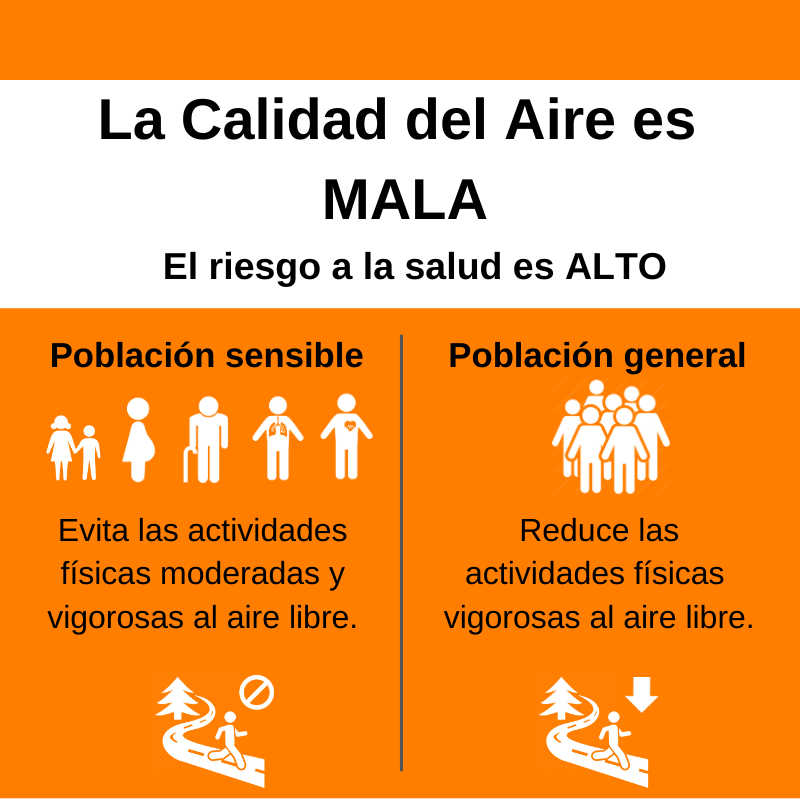 La Calidad del Aire es
MALA
El riesgo a la salud es ALTO
Población sensible
Evita las actividades
físicas moderadas y
vigorosas al aire libre.
Población general
Reduce las
actividades físicas
vigorosas al aire libre.